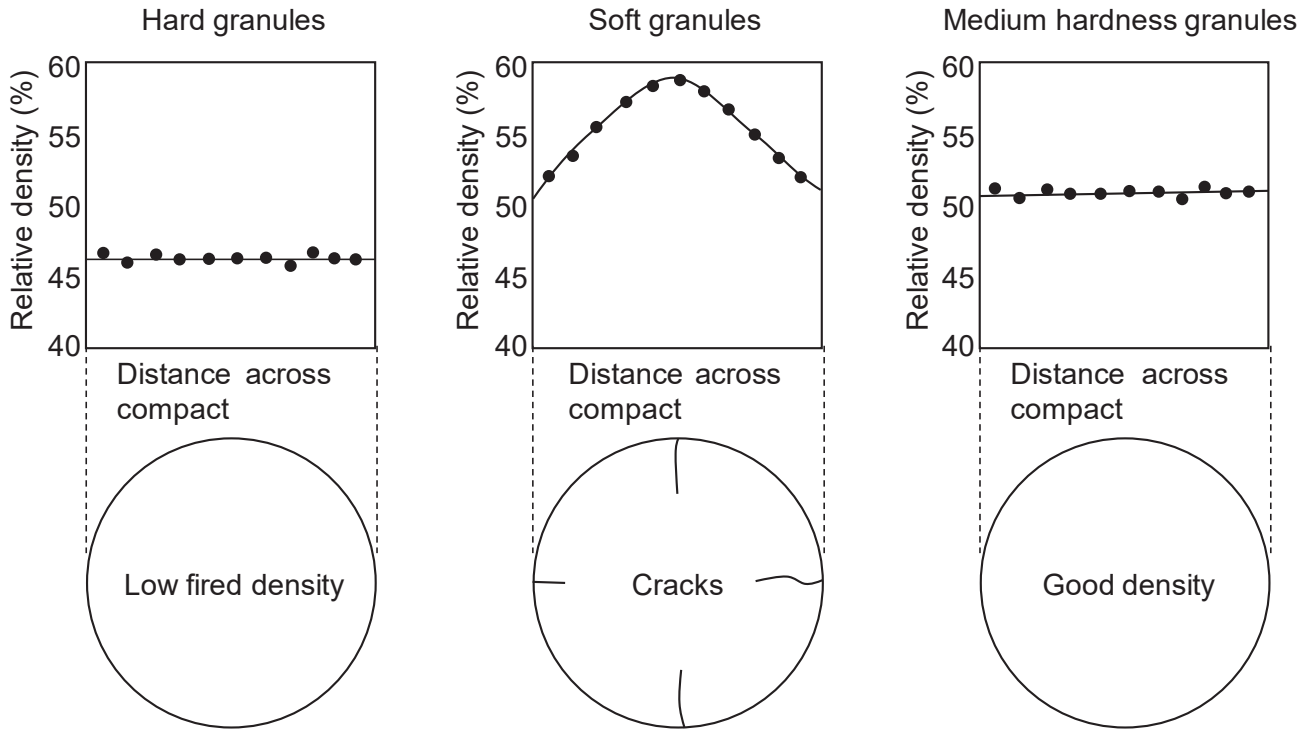 Hard granules
60
55
50
45
40
Relative density (%)
Distance across
compact
Low fired density
Soft granules
60
55
50
45
40
Relative density (%)
Distance across
compact
Cracks
Medium hardness granules
60
55
50
45
40
Relative density (%)
Distance across
compact
Good density